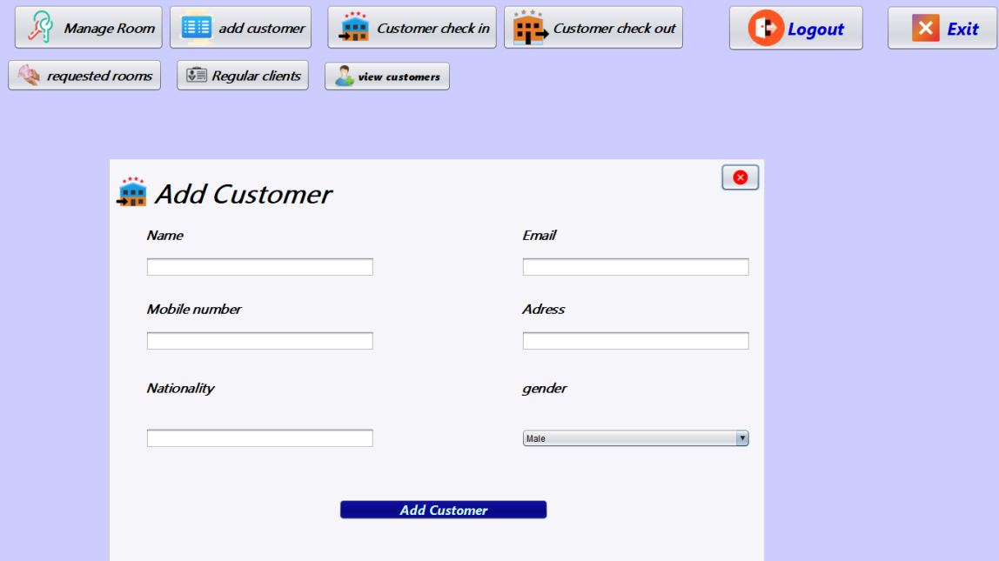 Manage Room add customer Customer check in Customer check out Logout Exit
requested rooms Regular clients view customers
Add Customer
Name Email
Mobile number Adress
Nationality gender
Male
Add Customer